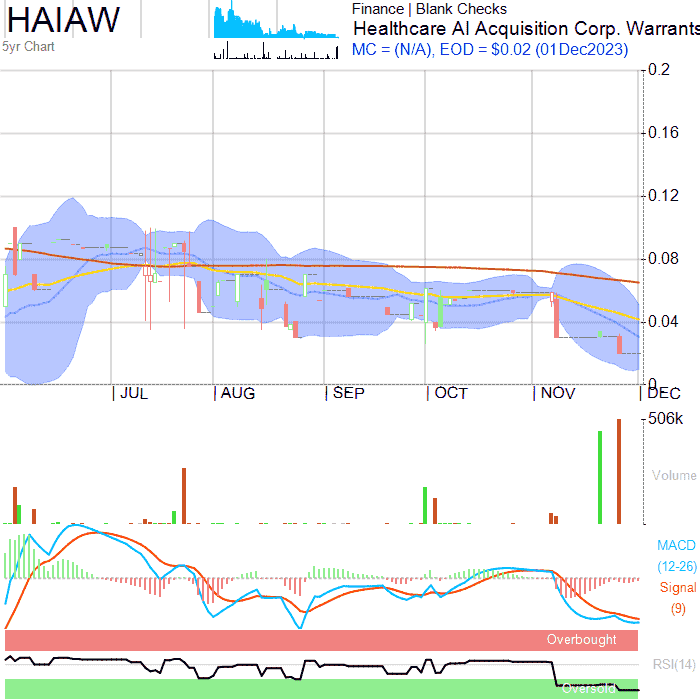 HAIAW
5yr Chart
Finance | Blank Checks
Healthcare AI Acquisition Corp. Warrants
MC = (N/A), EOD = $0.02 (01Dec2023)
0.2
0.16
0.12
0.08
0.04
0
JUL AUG SEP OCT NOV DEC
506k
Volume
MACD
(12-26)
Signal
(9)
Overbought
RSI(14)
Oversold